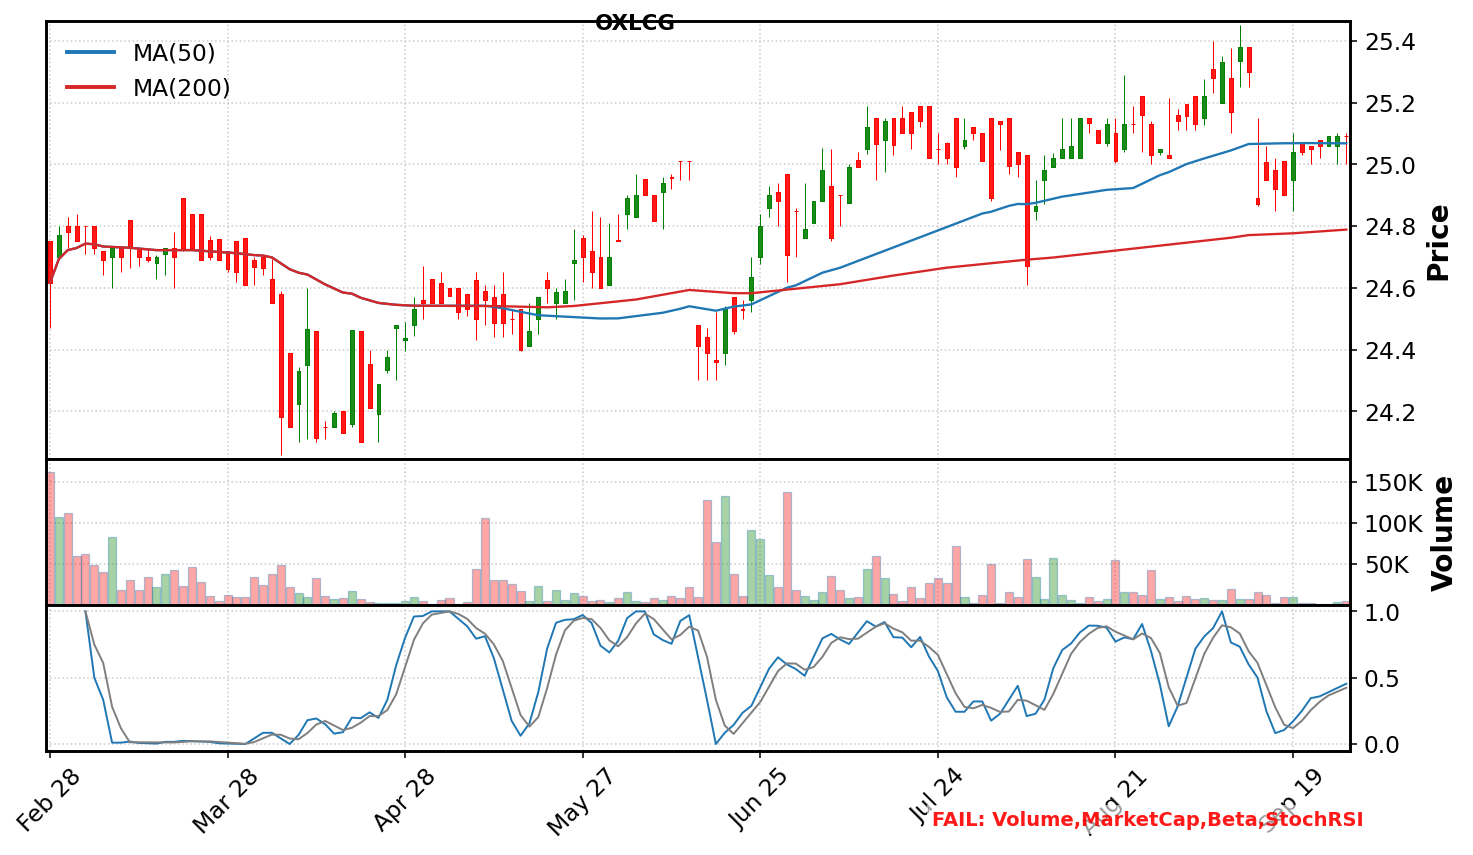 OXLCG
MA(50)
MA(200)
25.4
25.2
25.0
24.8
24.6
24.4
24.2
Price
150K
100K
50K
Volume
1.0
0.5
0.0
Feb 28
Mar 28
Apr 28
May 27
Jun 25
Jul 24
Aug 21
Sep 19
FAIL: Volume,MarketCap,Beta,StochRSI